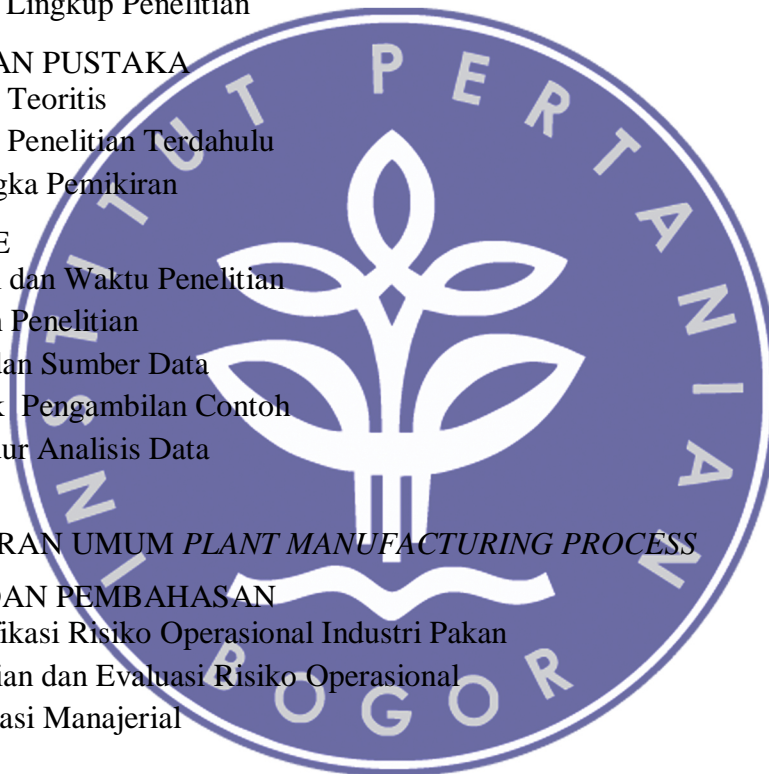 Lingkup Penelitian
AN PUSTAKA
Teoritis
Penelitian Terdahulu
gka Pemikiran
E
dan Waktu Penelitian
Penelitian
dan Sumber Data
Pengambilan Contoh
ur Analisis Data
RAN UMUM PLANT MANUFACTURING PROCESS
DAN PEMBAHASAN
fikasi Risiko Operasional Industri Pakan
ian dan Evaluasi Risiko Operasional
asi Manajerial
INSTITUT PERTANIAN
BOGOR